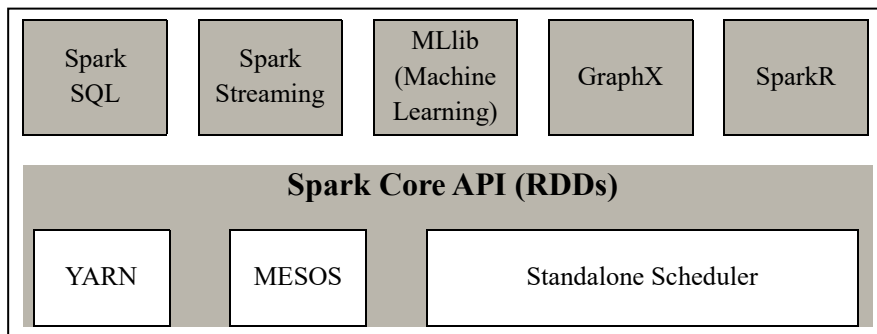 Spark
SQL
Spark
Streaming
MLlib
(Machine
Learning)
GraphX
SparkR
Spark Core API (RDDs)
YARN
MESOS
Standalone Scheduler